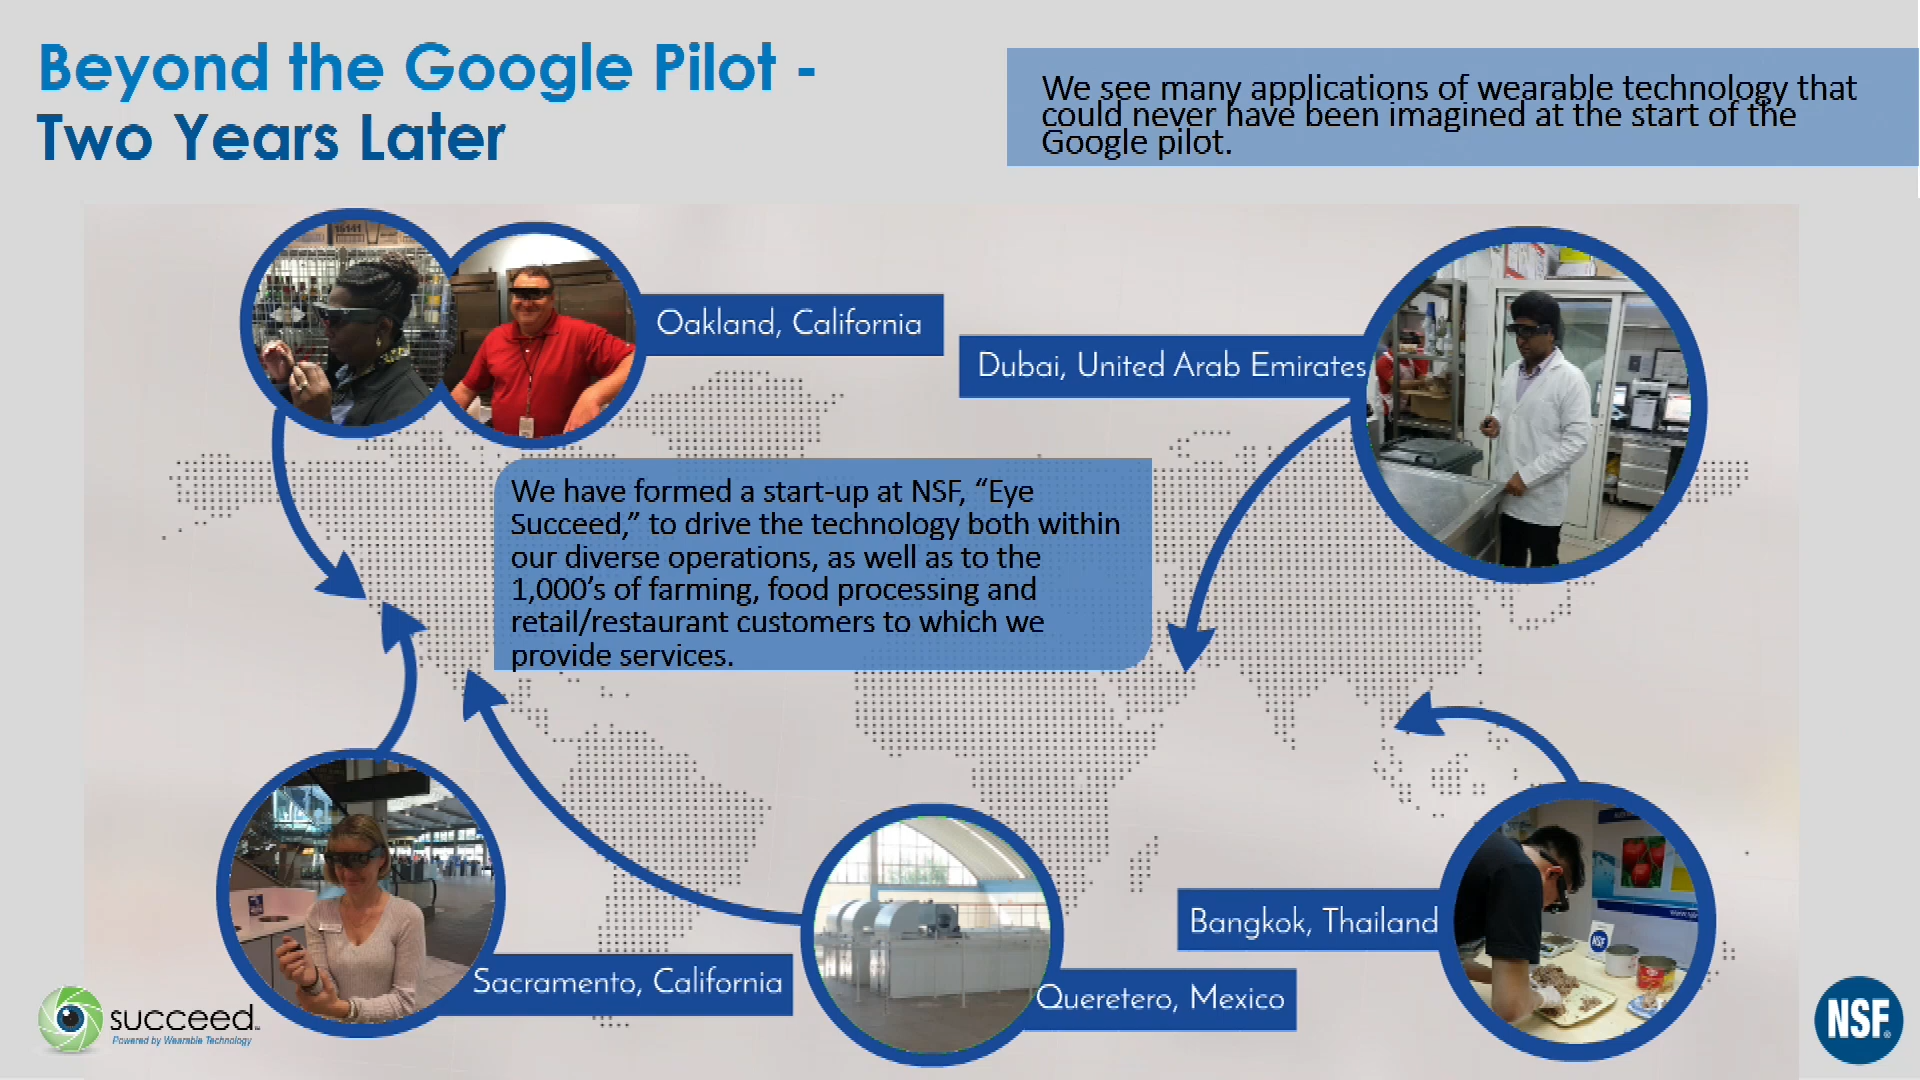 Beyond the Google Pilot -
Two Years Later
We see many applications of wearable technology that
could never have been imagined at the start of the
Google pilot.
Oakland, California
Dubai, United Arab Emirates
We have formed a start-up at NSF, “Eye
Succeed,” to drive the technology both within
our diverse operations, as well as to the
1,000’s of farming, food processing and
retail/restaurant customers to which we
provide services.
Bangkok, Thailand
Sacramento, California
Queretero, Mexico
succeed
Powered by Wearable Technology
NSF
NSF